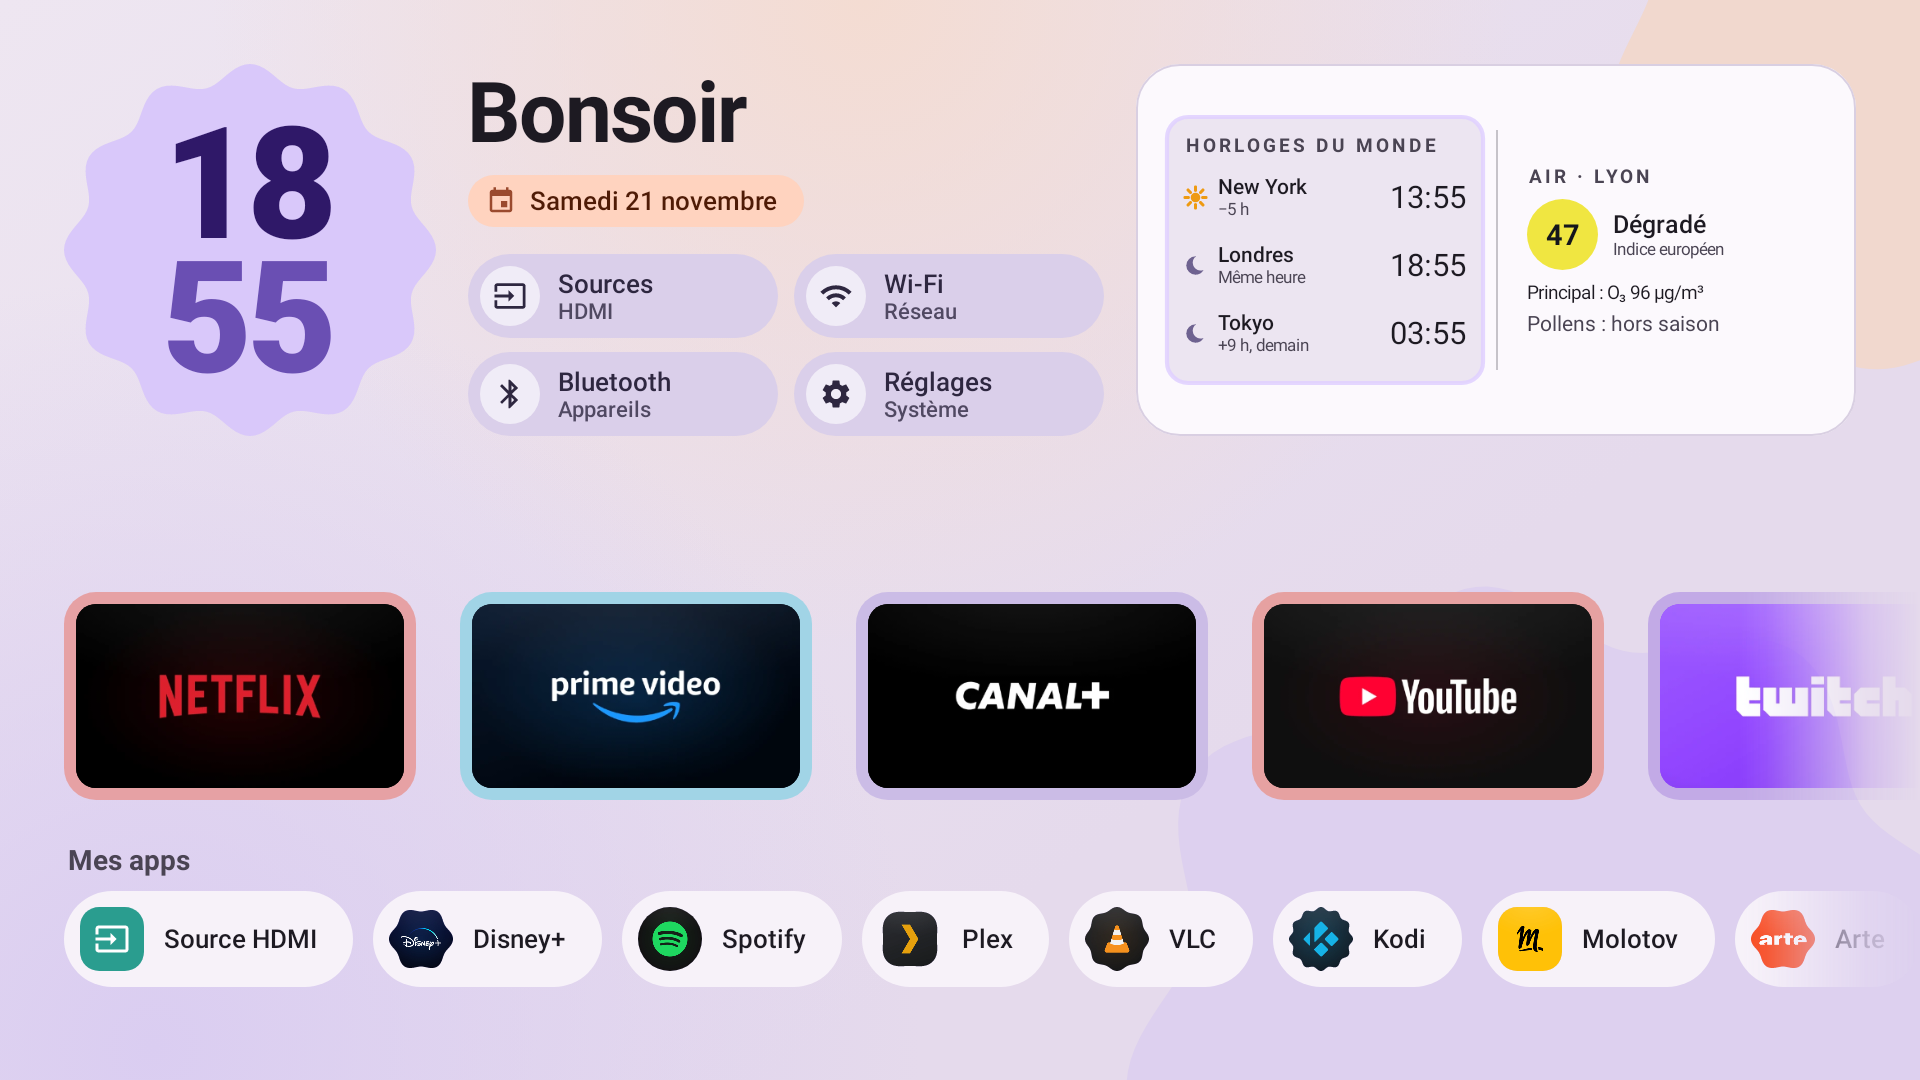 18
55
Bonsoir
Samedi 21 novembre
Sources
HDMI
Wi-Fi
Réseau
Bluetooth
Appareils
Réglages
Système
HORLOGES DU MONDE
New York
−5 h
13:55
Londres
Même heure
18:55
Tokyo
+9 h, demain
03:55
AIR · LYON
47
Dégradé
Indice européen
Principal : O₃ 96 µg/m³
Pollens : hors saison
NETFLIX
prime video
CANAL+
YouTube
twitch
Mes apps
Source HDMI
Disney+
Disney+
Spotify
Plex
VLC
Kodi
M.
Molotov
arte
Arte